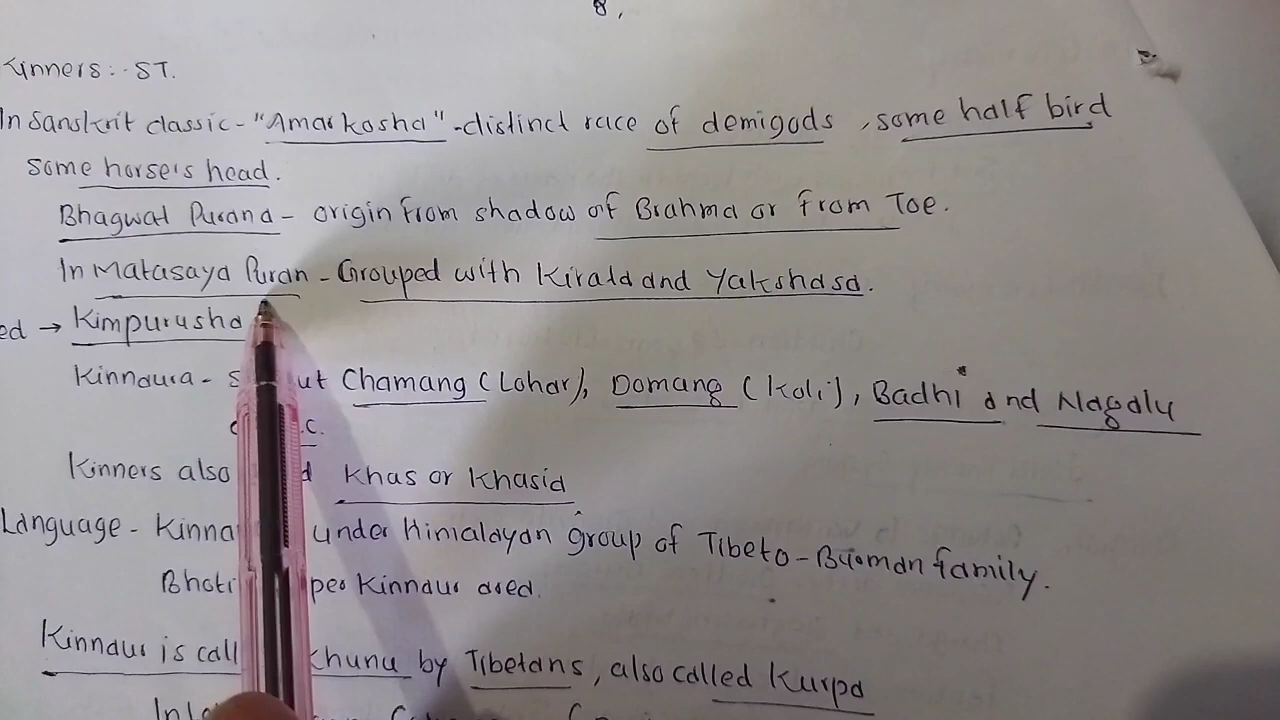 8,
Kinners:- ST.
In Sanskrit classic - "Amarkosha" - distinct race of demigods, some half bird
some horse's head.
Bhagwat Purana - origin from shadow of Brahma or from Toe.
In Matasaya Puran - Grouped with Kirata and Yakshasa.
ed → Kimpurusha
Kinnaura - S ut Chamang (Lohar), Domang (Koli), Badhi and Nagalu
.C.
Kinners also d Khas or Khasia
Language - Kinna under Himalayan group of Tibeto-Burman family.
Bhoti per Kinnaur area.
Kinnaur is call Khunu by Tibetans, also called Kurpa